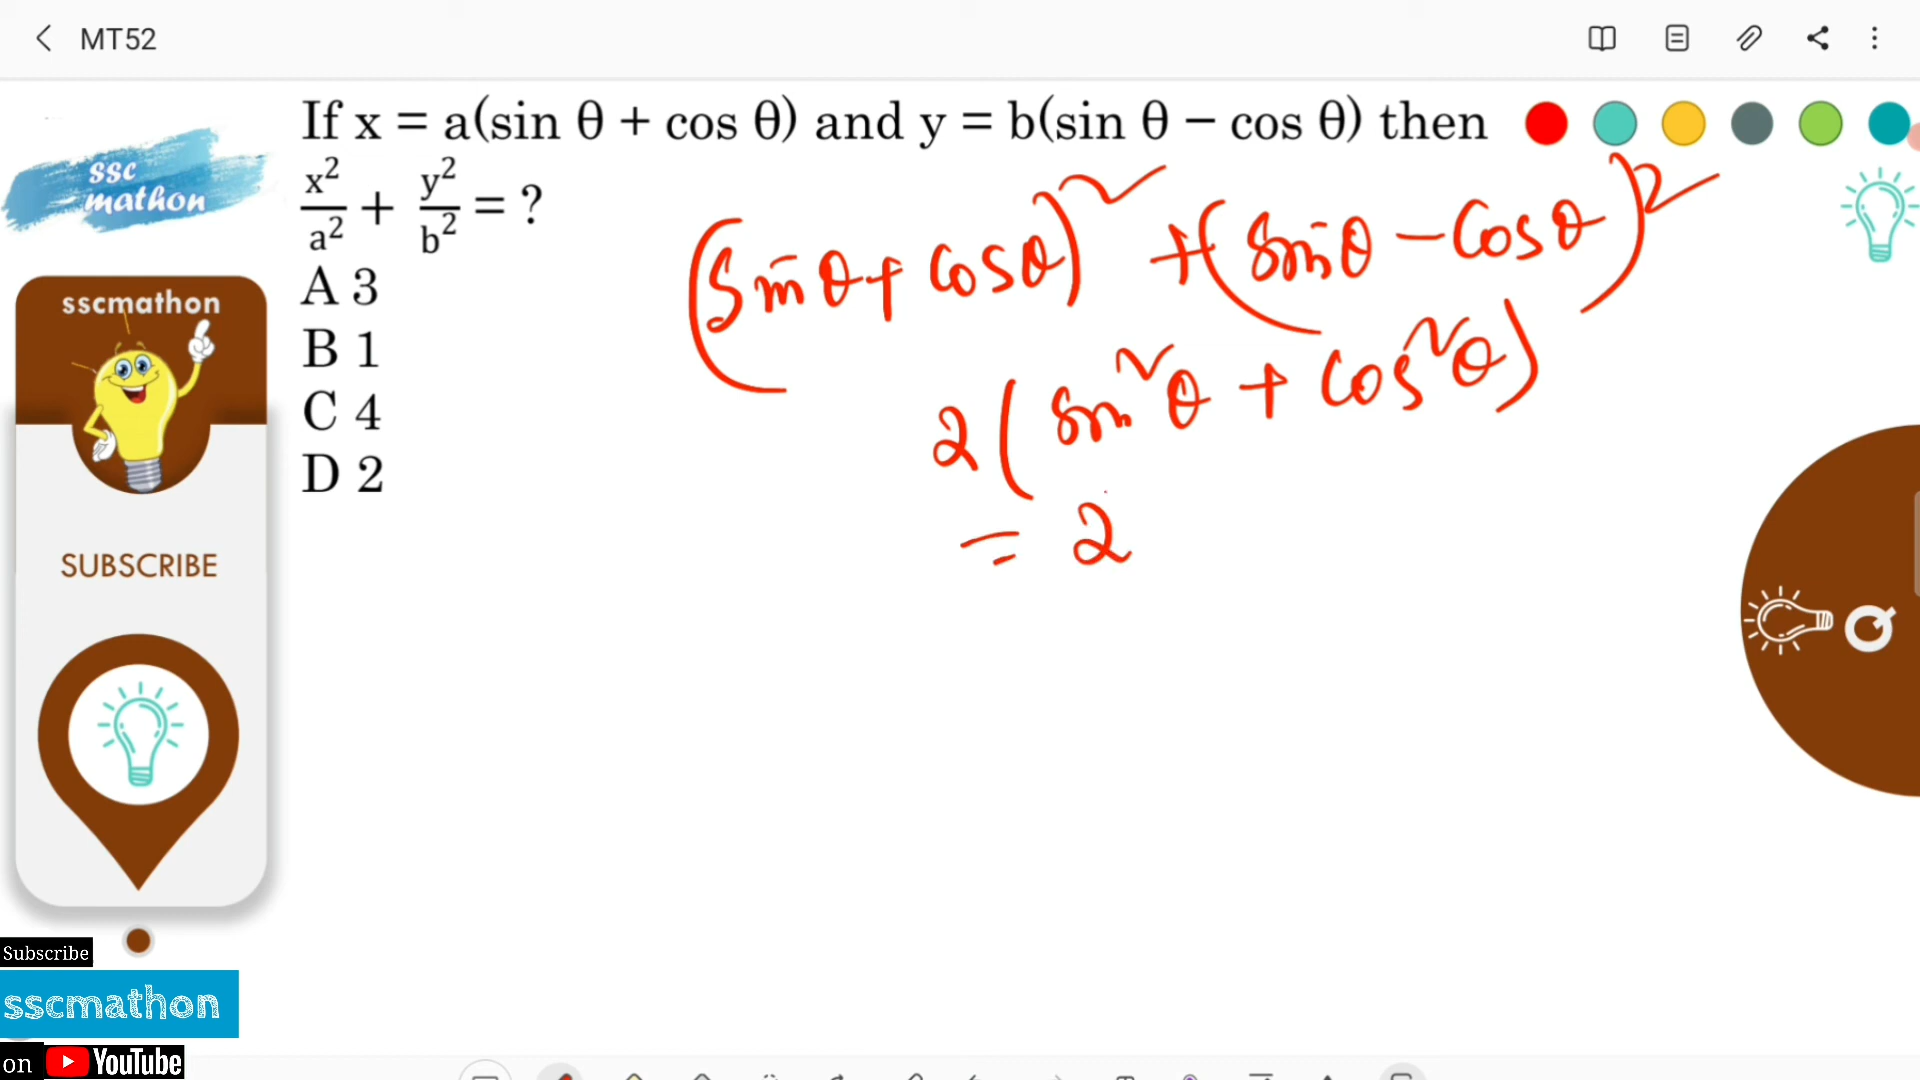 MT52
If x = a(sin θ + cos θ) and y = b(sin θ − cos θ) then
x²/a² + y²/b² = ?
A 3
B 1
C 4
D 2
(Sinθ + Cosθ)² + (Sinθ − Cosθ)²
2(Sin²θ + Cos²θ)
= 2
ssc
mathon
sscmathon
SUBSCRIBE
Subscribe
sscmathon
on YouTube
Q